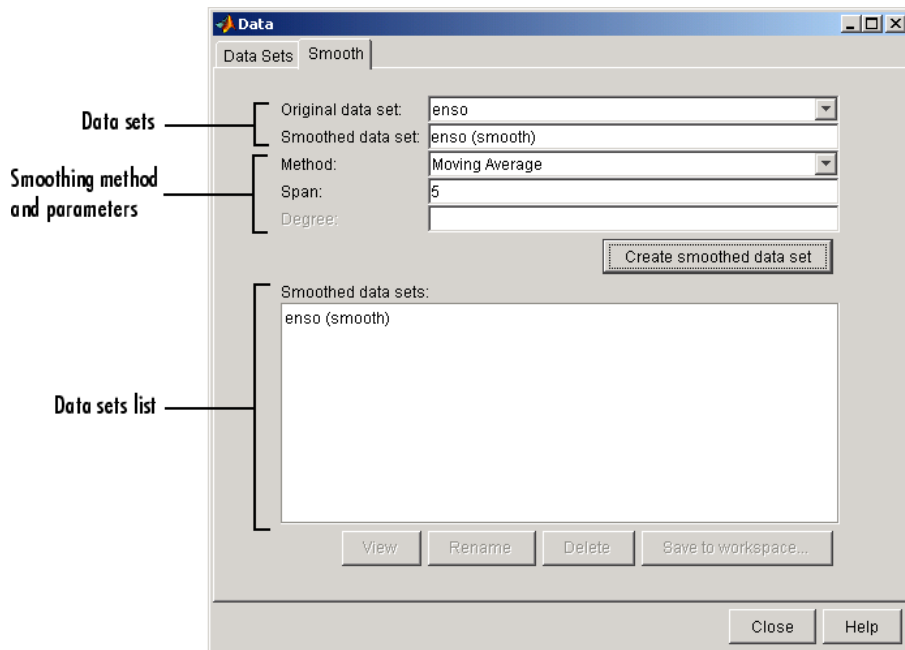 Data
Data Sets Smooth
Data sets
Original data set: enso
Smoothed data set: enso (smooth)
Smoothing method
and parameters
Method: Moving Average
Span: 5
Degree:
Create smoothed data set
Data sets list
Smoothed data sets:
enso (smooth)
View Rename Delete Save to workspace...
Close Help